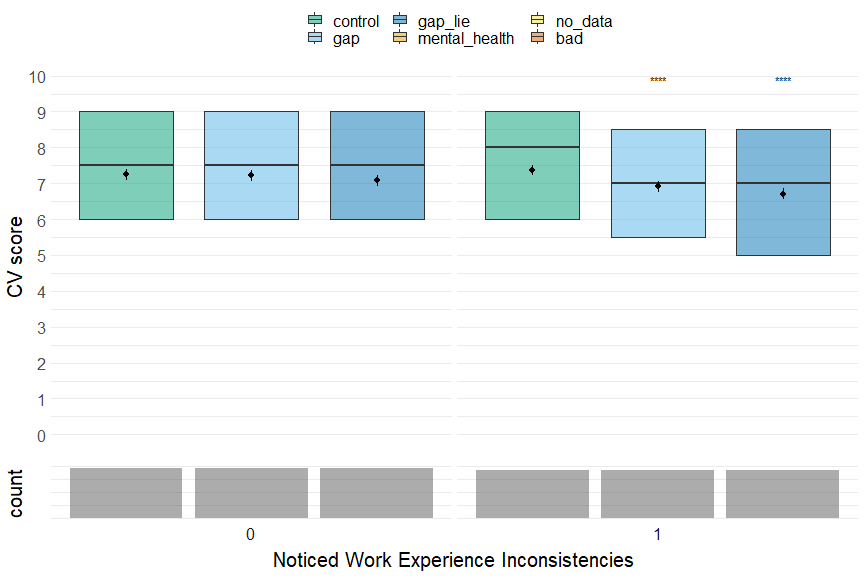 control gap_lie no_data
gap mental_health bad
10
**** ****
9
8
7
6
5
4
3
2
1
0
CV score
count
0 1
Noticed Work Experience Inconsistencies